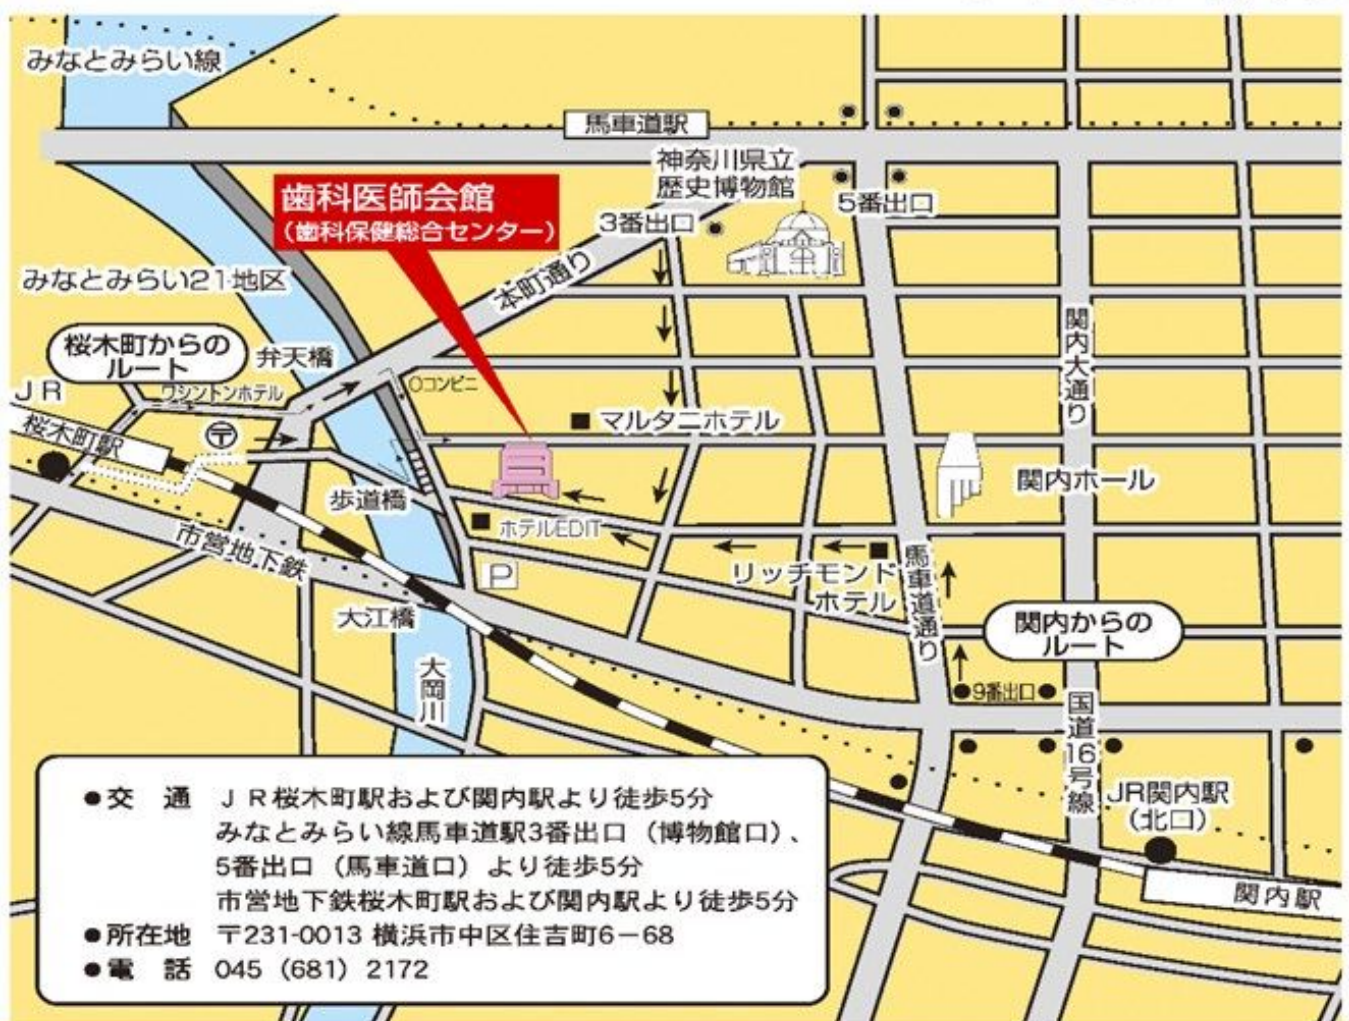 みなとみらい線
馬車道駅
神奈川県立
歴史博物館
歯科医師会館
(歯科保健総合センター)
3番出口
5番出口
みなとみらい21地区
本町通り
桜木町からの
ルート
弁天橋
関内大通り
JR
ワシントンホテル
〇コンビニ
マルタニホテル
桜木町駅
〒
関内ホール
歩道橋
ホテルEDIT
市営地下鉄
P
リッチモンド
ホテル
馬車道通り
大江橋
関内からの
ルート
大岡川
9番出口
国道16号線
JR関内駅
(北口)
関内駅
●交 通 JR桜木町駅および関内駅より徒歩5分
みなとみらい線馬車道駅3番出口(博物館口)、
5番出口(馬車道口)より徒歩5分
市営地下鉄桜木町駅および関内駅より徒歩5分
●所在地 〒231-0013 横浜市中区住吉町6-68
●電 話 045(681)2172